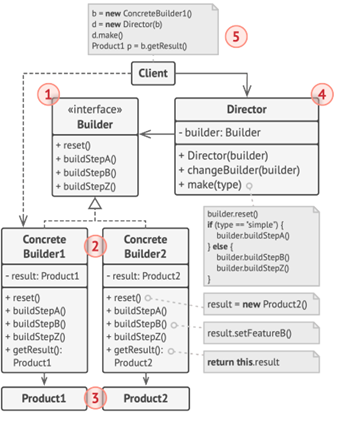 b = new ConcreteBuilder1()
d = new Director(b)
d.make()
Product1 p = b.getResult()
5
Client
1
«interface»
Builder
+ reset()
+ buildStepA()
+ buildStepB()
+ buildStepZ()
4
Director
- builder: Builder
+ Director(builder)
+ changeBuilder(builder)
+ make(type)
builder.reset()
if (type == "simple") {
builder.buildStepA()
} else {
builder.buildStepB()
builder.buildStepZ()
}
2
Concrete
Builder1
- result: Product1
+ reset()
+ buildStepA()
+ buildStepB()
+ buildStepZ()
+ getResult():
Product1
Concrete
Builder2
- result: Product2
+ reset()
+ buildStepA()
+ buildStepB()
+ buildStepZ()
+ getResult():
Product2
result = new Product2()
result.setFeatureB()
return this.result
3
Product1
Product2